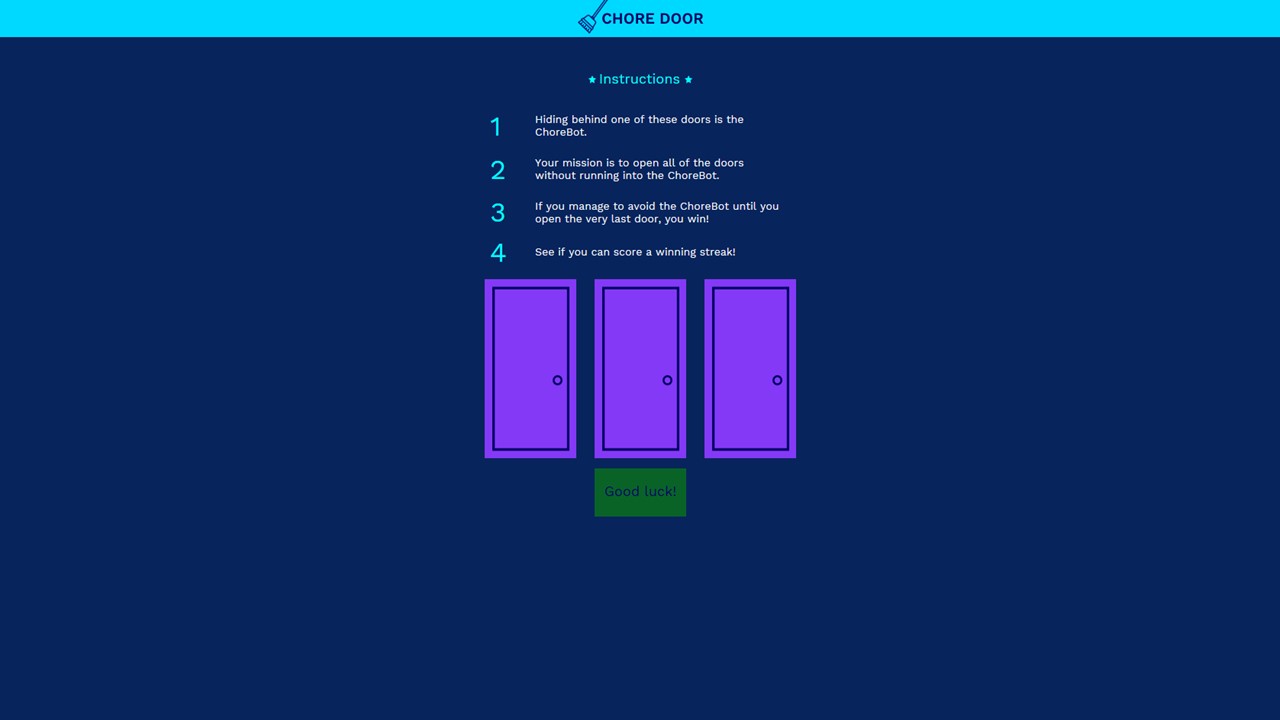 CHORE DOOR
Instructions
1
Hiding behind one of these doors is the
ChoreBot.
2
Your mission is to open all of the doors
without running into the ChoreBot.
3
If you manage to avoid the ChoreBot until you
open the very last door, you win!
4
See if you can score a winning streak!
Good luck!